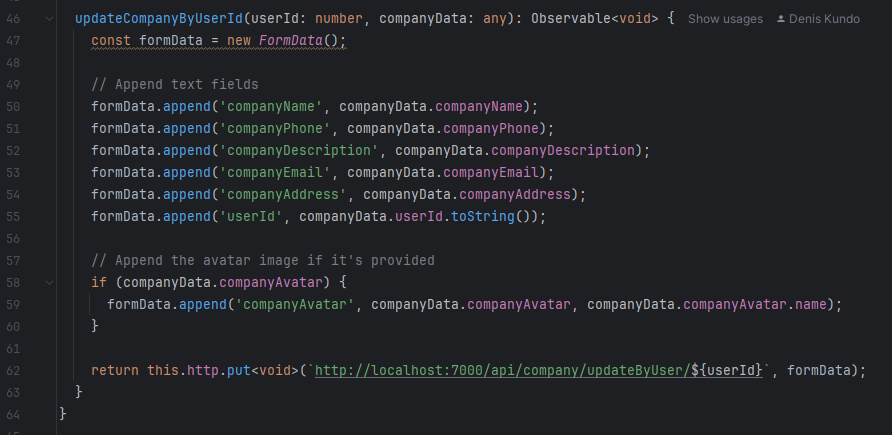 46 updateCompanyByUserId(userId: number, companyData: any): Observable<void> { Show usages Denis Kundo
47 const formData = new FormData();
48
49 // Append text fields
50 formData.append('companyName', companyData.companyName);
51 formData.append('companyPhone', companyData.companyPhone);
52 formData.append('companyDescription', companyData.companyDescription);
53 formData.append('companyEmail', companyData.companyEmail);
54 formData.append('companyAddress', companyData.companyAddress);
55 formData.append('userId', companyData.userId.toString());
56
57 // Append the avatar image if it's provided
58 if (companyData.companyAvatar) {
59 formData.append('companyAvatar', companyData.companyAvatar, companyData.companyAvatar.name);
60 }
61
62 return this.http.put<void>(`http://localhost:7000/api/company/updateByUser/${userId}`, formData);
63 }
64 }